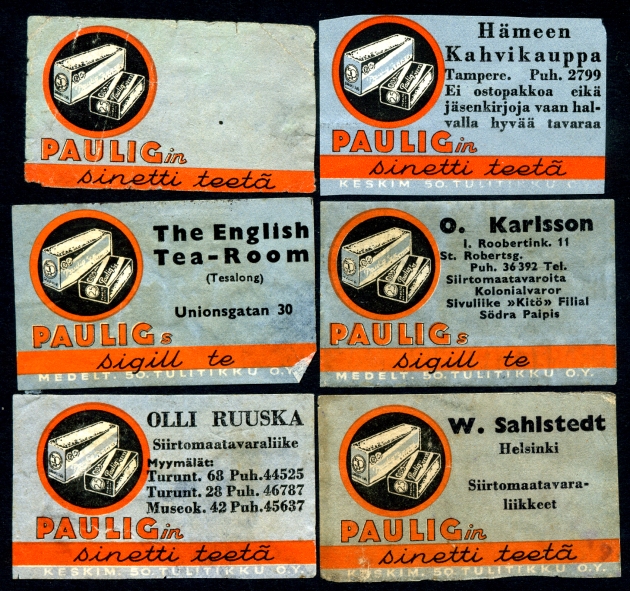 PAULIGin
sinetti teetä
Hämeen
Kahvikauppa
Tampere. Puh. 2799
Ei ostopakkoa eikä
jäsenkirjoja vaan hal-
valla hyvää tavaraa
PAULIGin
sinetti teetä
KESKIM. 50. TULITIKKU O.Y.
The English
Tea-Room
(Tesalong)
Unionsgatan 30
PAULIGs
sigill te
MEDELT. 50. TULITIKKU O.Y.
O. Karlsson
I. Roobertink. 11
St. Robertsg.
Puh. 36 392 Tel.
Siirtomaatavaroita
Kolonialvaror
Sivuliike »Kitö» Filial
Södra Paipis
PAULIGs
sigill te
MEDELT. 50. TULITIKKU O.Y.
OLLI RUUSKA
Siirtomaatavaraliike
Myymälät:
Turunt. 68 Puh. 44525
Turunt. 28 Puh. 46787
Museok. 42 Puh. 45637
PAULIGin
sinetti teetä
KESKIM. 50. TULITIKKU O.Y.
W. Sahlstedt
Helsinki
Siirtomaatavara-
liikkeet
PAULIGin
sinetti teetä
KESKIM. 50. TULITIKKU O.Y.